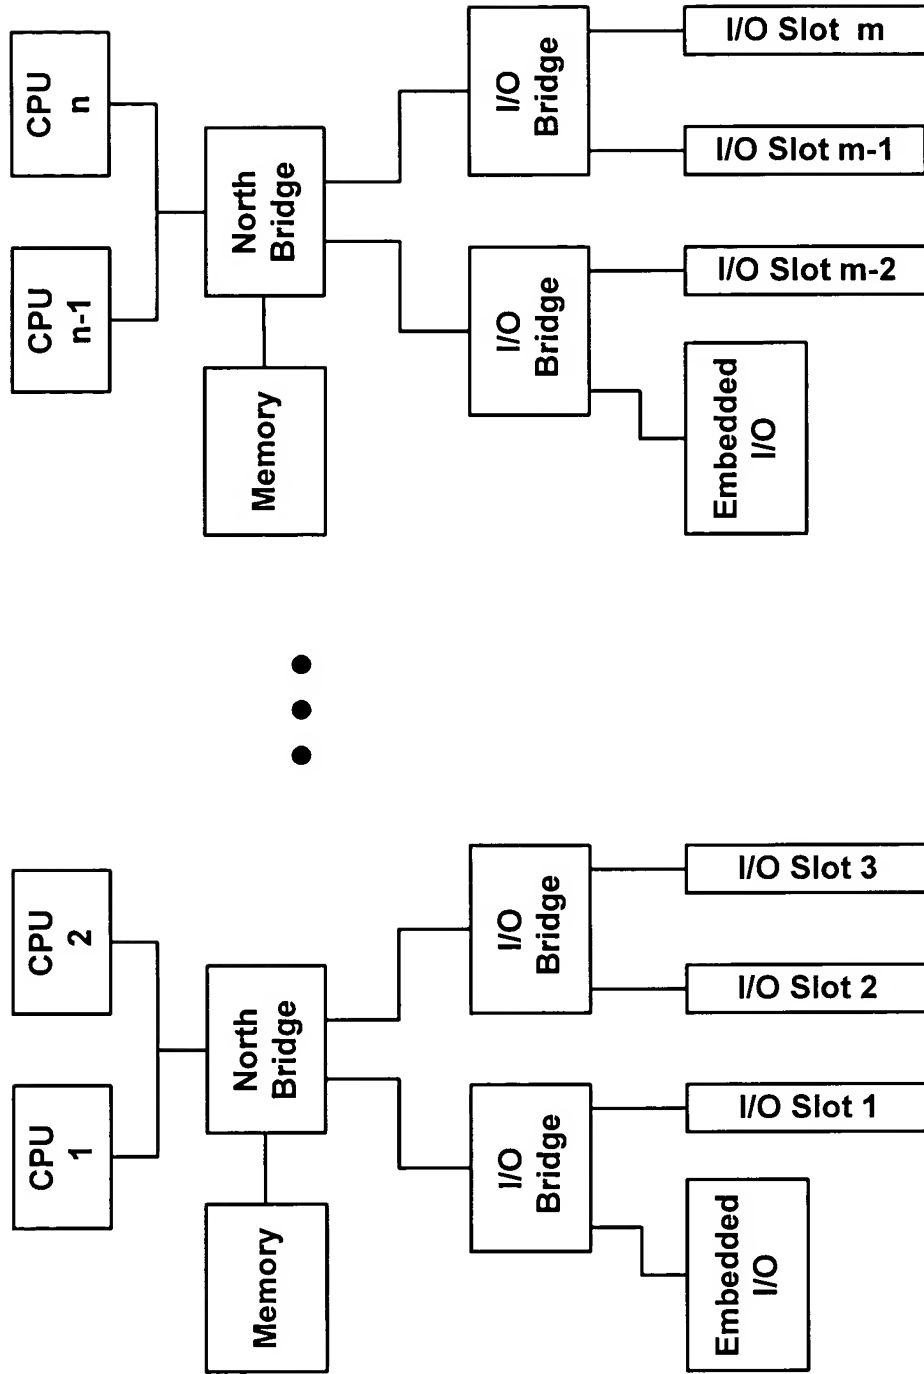 CPU
1
CPU
2
CPU
n-1
CPU
n
Memory
North
Bridge
Memory
North
Bridge
I/O
Bridge
I/O
Bridge
I/O
Bridge
I/O
Bridge
Embedded
I/O
I/O Slot 1
I/O Slot 2
I/O Slot 3
Embedded
I/O
I/O Slot m-2
I/O Slot m-1
I/O Slot m